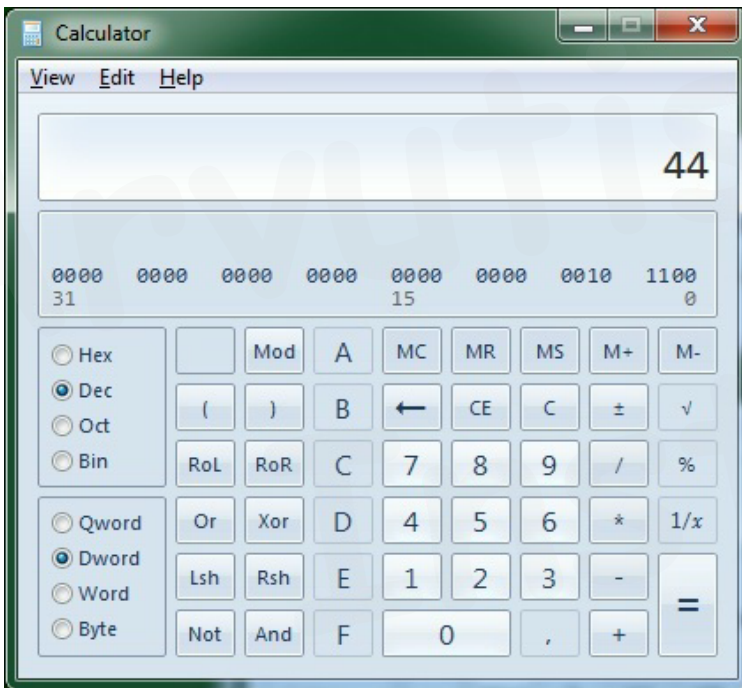 Calculator
View Edit Help
44
0000 0000 0000 0000 0000 0000 0010 1100
31 15 0
Hex
Dec
Oct
Bin
Qword
Dword
Word
Byte
Mod A MC MR MS M+ M-
( ) B ← CE C ± √
RoL RoR C 7 8 9 / %
Or Xor D 4 5 6 * 1/x
Lsh Rsh E 1 2 3 - =
Not And F 0 , +